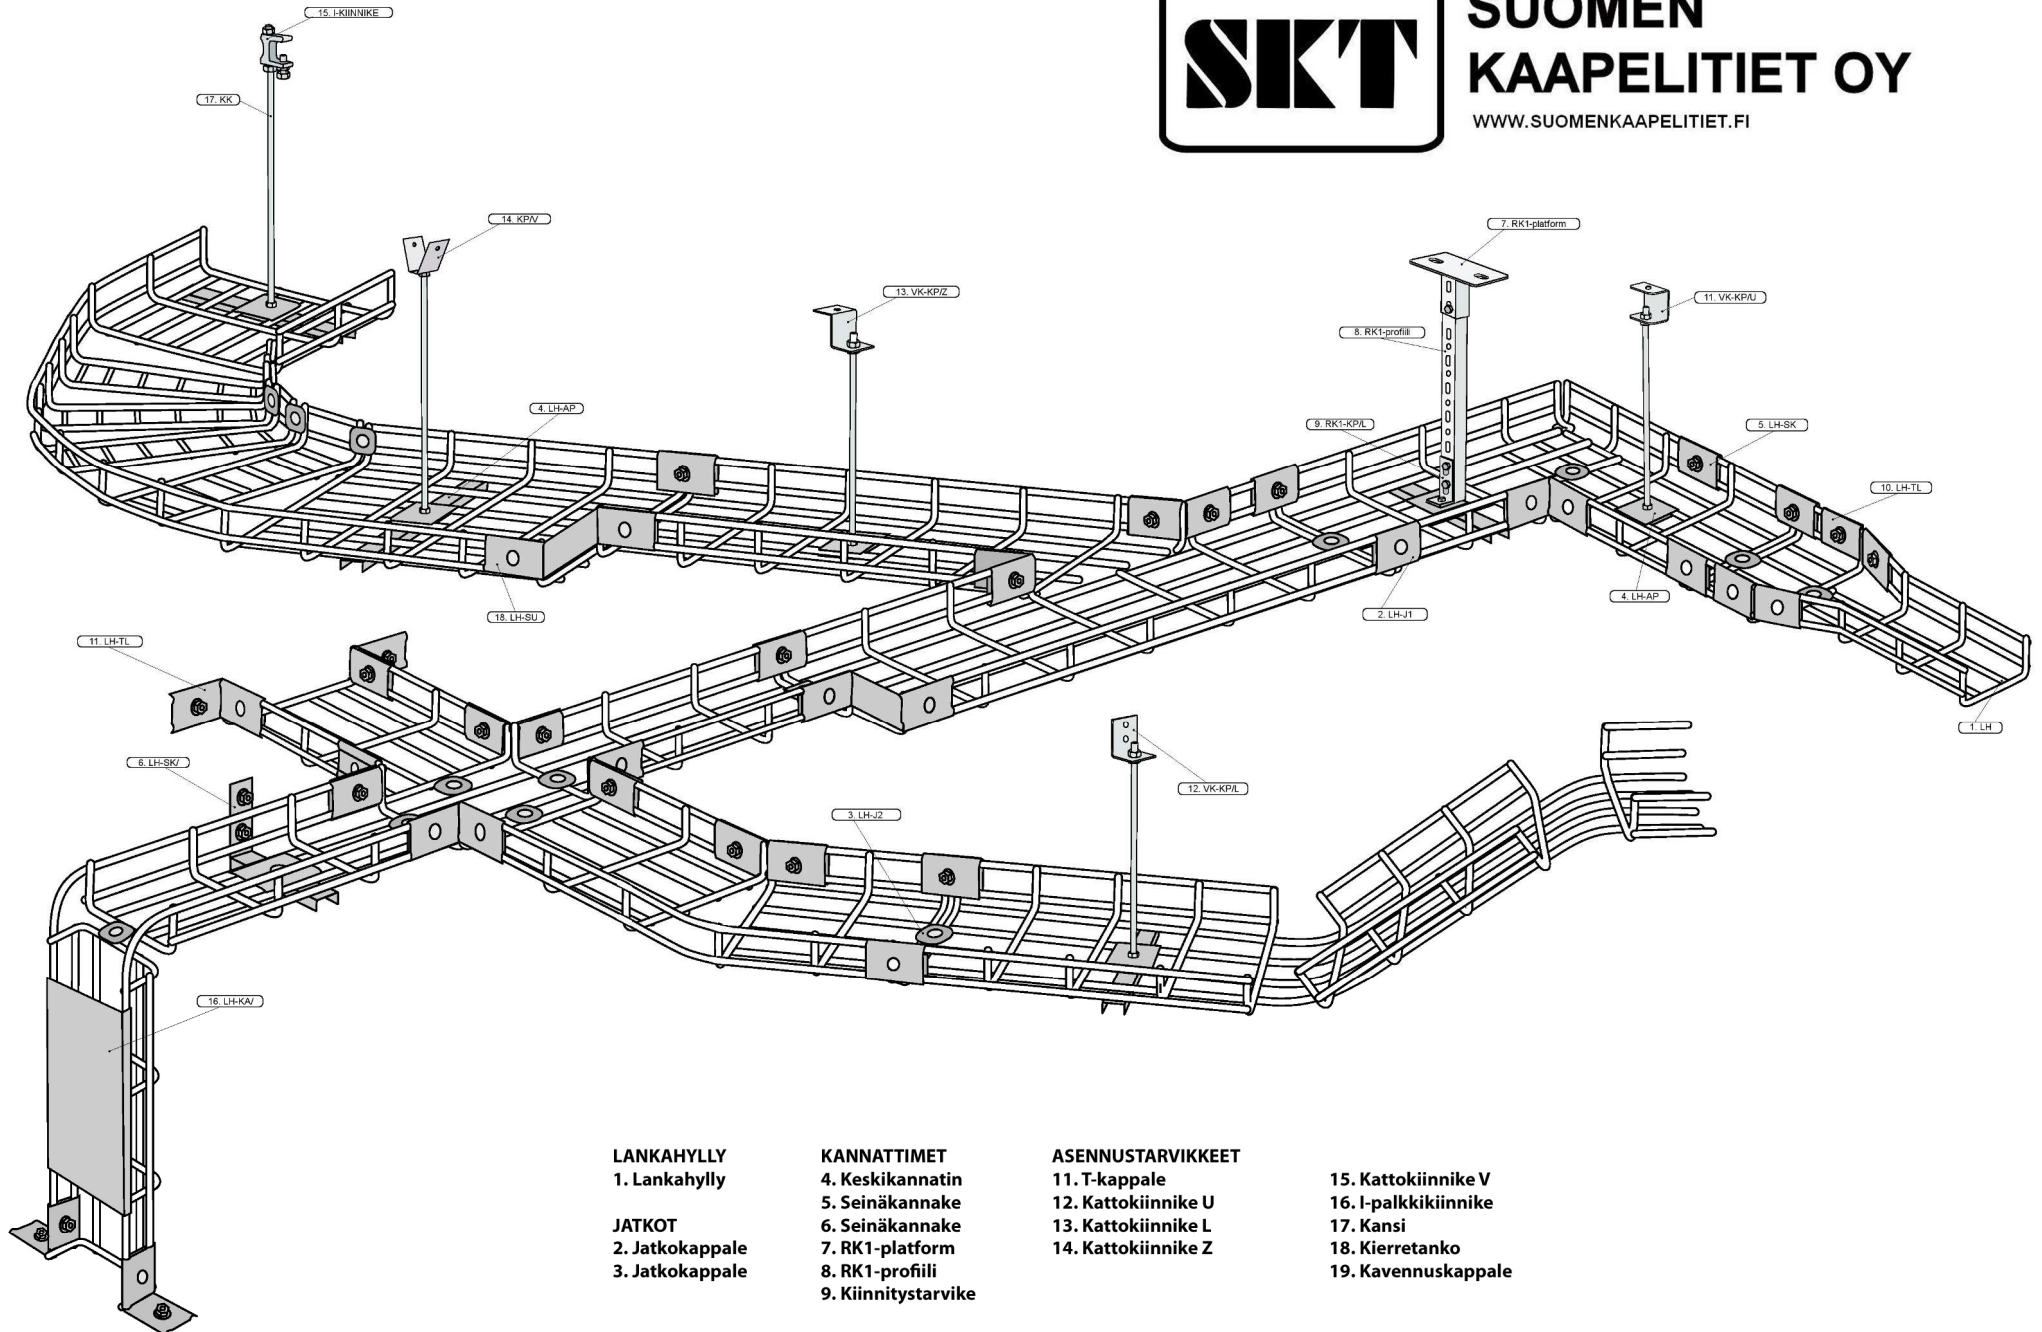 15. I-KIINNIKE
SKT
SUOMEN
KAAPELITIET OY
WWW.SUOMENKAAPELITIET.FI
17. KK
14. KP/V
7. RK1-platform
13. VK-KP/Z
11. VK-KP/U
8. RK1-profiili
4. LH-AP
9. RK1-KP/L
5. LH-SK
10. LH-TL
18. LH-SU
2. LH-J1
4. LH-AP
11. LH-TL
1. LH
6. LH-SK/
12. VK-KP/L
3. LH-J2
16. LH-KA/
LANKAHYLLY
1. Lankahylly
JATKOT
2. Jatkokappale
3. Jatkokappale
KANNATTIMET
4. Keskikannatin
5. Seinäkannake
6. Seinäkannake
7. RK1-platform
8. RK1-profiili
9. Kiinnitystarvike
ASENNUSTARVIKKEET
11. T-kappale
12. Kattokiinnike U
13. Kattokiinnike L
14. Kattokiinnike Z
15. Kattokiinnike V
16. I-palkkikiinnike
17. Kansi
18. Kierretanko
19. Kavennuskappale